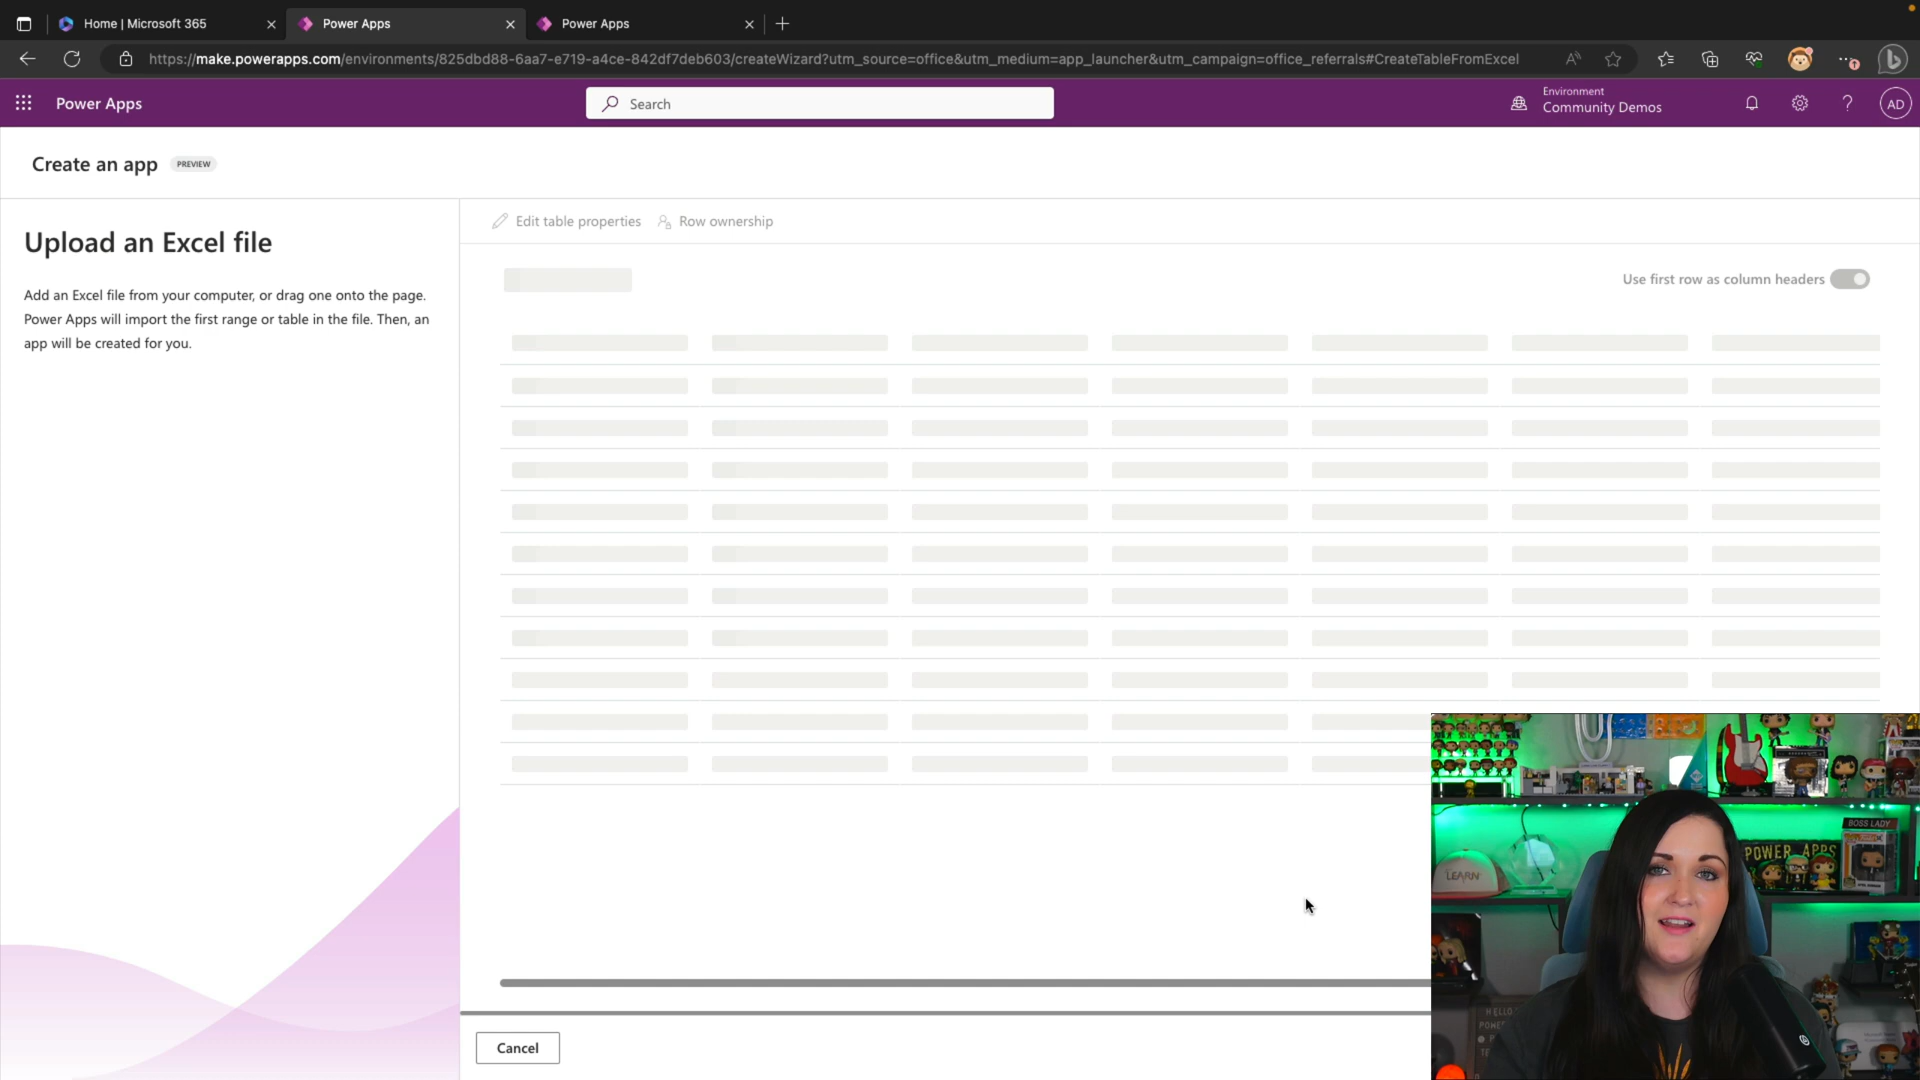 Home | Microsoft 365
Power Apps
Power Apps
https://make.powerapps.com/environments/825dbd88-6aa7-e719-a4ce-842df7deb603/createWizard?utm_source=office&utm_medium=app_launcher&utm_campaign=office_referrals#CreateTableFromExcel
Power Apps
Search
Environment
Community Demos
AD
Create an app
PREVIEW
Upload an Excel file
Add an Excel file from your computer, or drag one onto the page.
Power Apps will import the first range or table in the file. Then, an
app will be created for you.
Edit table properties
Row ownership
Use first row as column headers
Cancel
BOSS LADY
POWER APPS
LEARN
HELLO
POWE